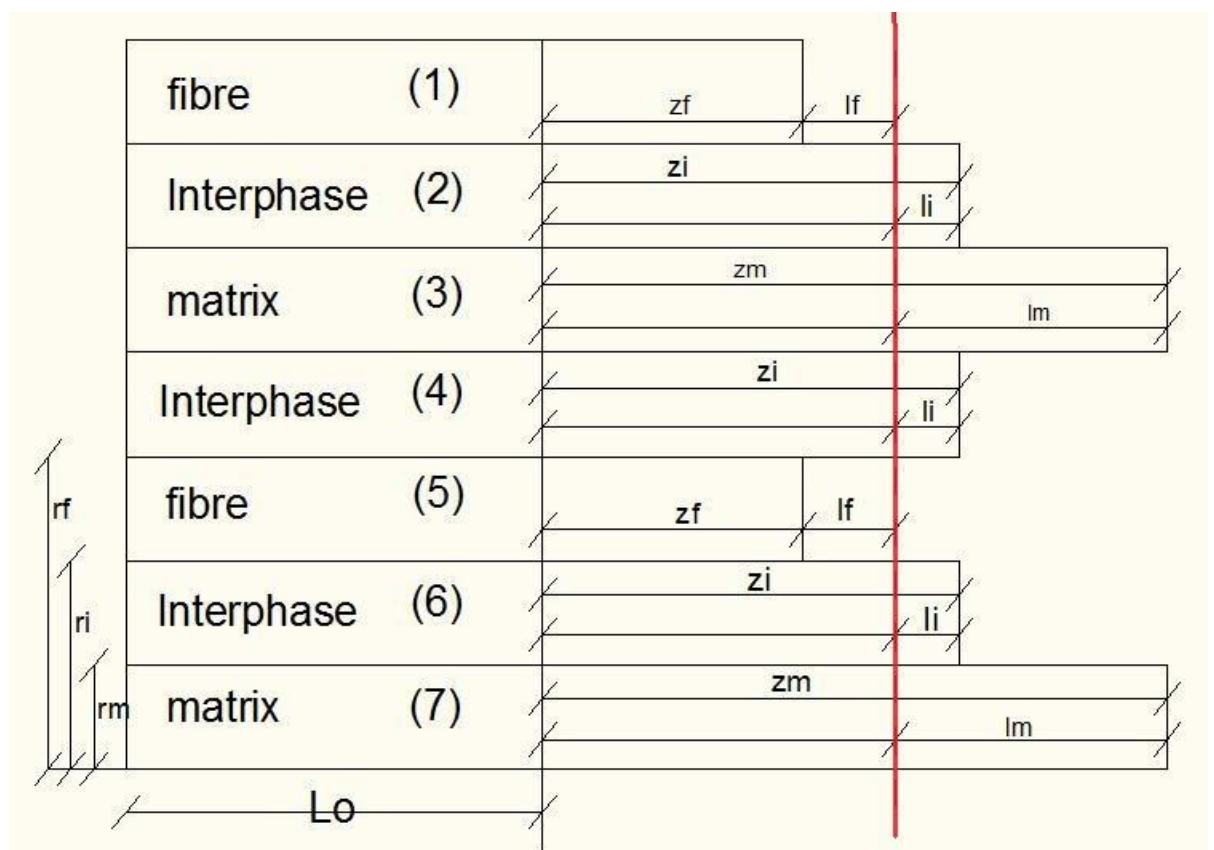 fibre (1) zf lf
Interphase (2) zi
li
matrix (3) zm
lm
Interphase (4) zi
li
fibre (5) zf lf
rf
Interphase (6) zi
li
ri
matrix (7) zm
rm
lm
Lo